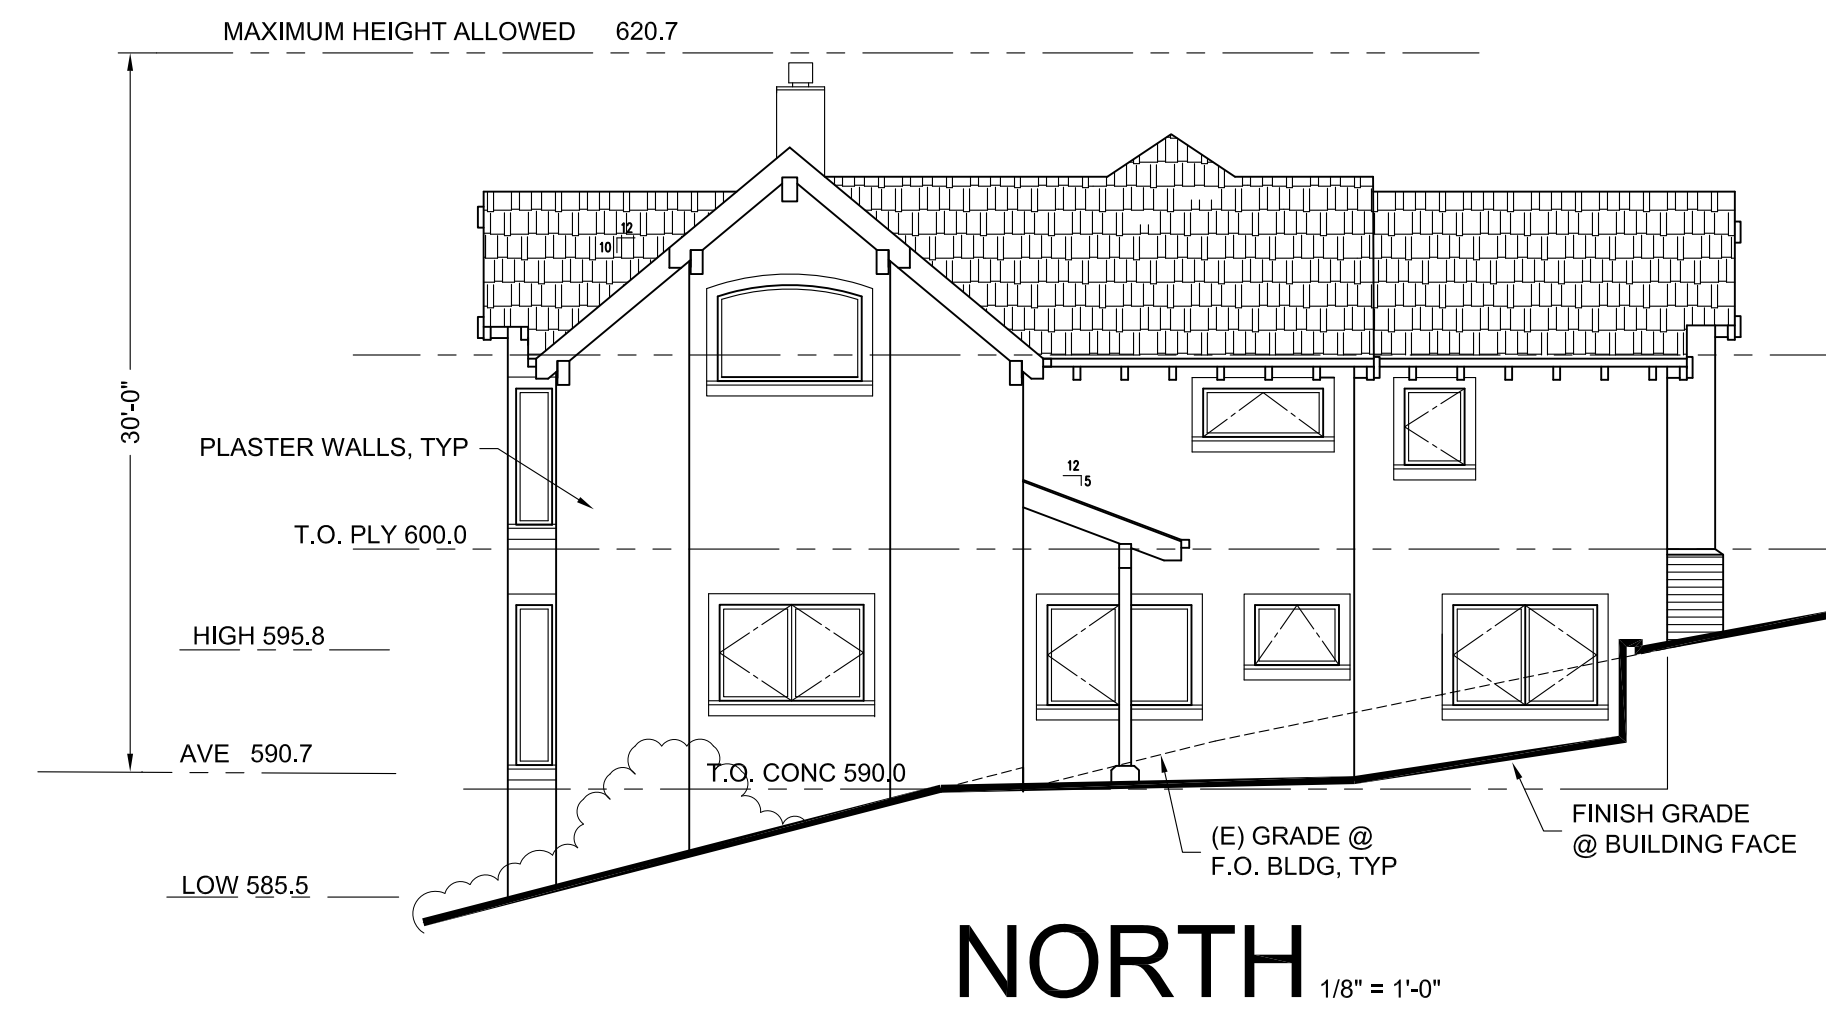 MAXIMUM HEIGHT ALLOWED 620.7
12
10
30'-0"
PLASTER WALLS, TYP
12
5
T.O. PLY 600.0
HIGH 595.8
AVE 590.7
T.O. CONC 590.0
FINISH GRADE
@ BUILDING FACE
(E) GRADE @
F.O. BLDG, TYP
LOW 585.5
NORTH 1/8" = 1'-0"